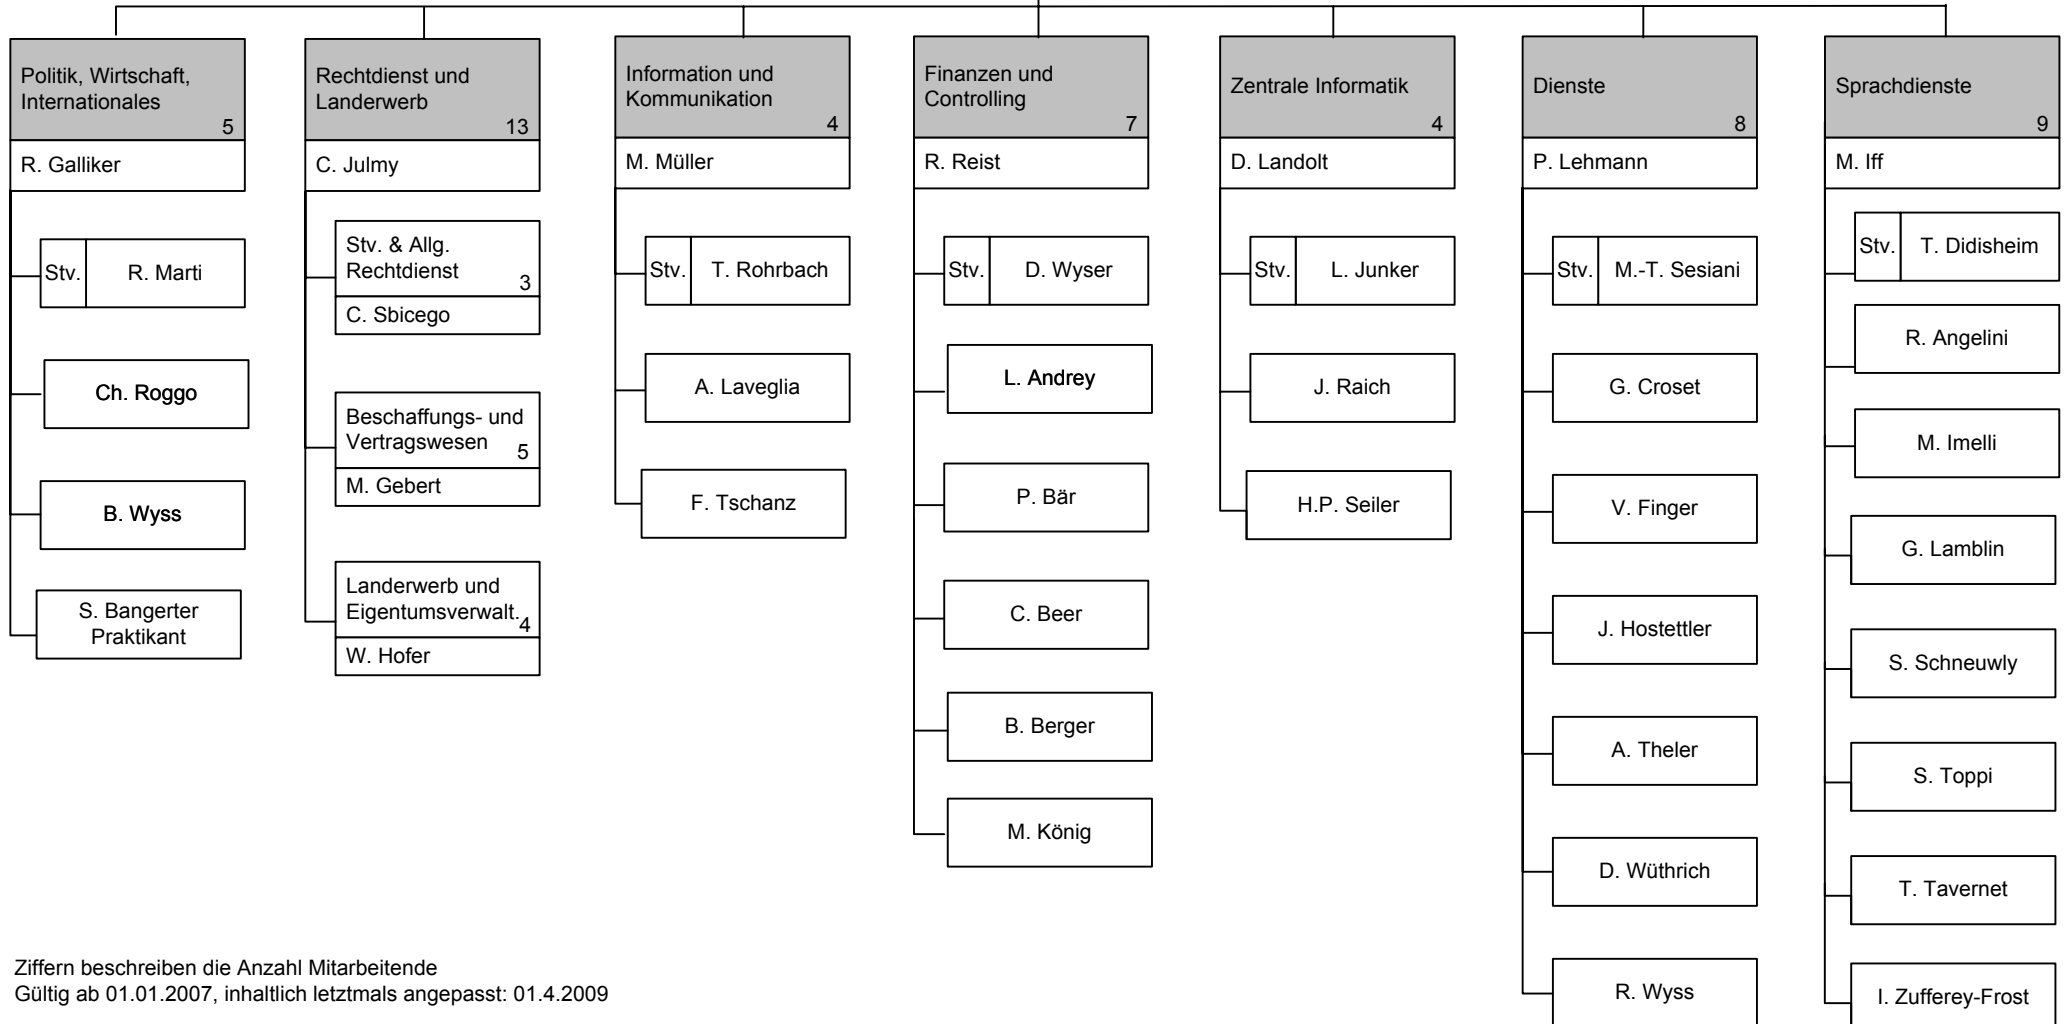 Politik, Wirtschaft,
Internationales
5
R. Galliker
Stv.
R. Marti
Ch. Roggo
B. Wyss
S. Bangerter
Praktikant
Rechtdienst und
Landerwerb
13
C. Julmy
Stv. & Allg.
Rechtdienst
3
C. Sbicego
Beschaffungs- und
Vertragswesen
5
M. Gebert
Landerwerb und
Eigentumsverwalt.
4
W. Hofer
Information und
Kommunikation
4
M. Müller
Stv.
T. Rohrbach
A. Laveglia
F. Tschanz
Finanzen und
Controlling
7
R. Reist
Stv.
D. Wyser
L. Andrey
P. Bär
C. Beer
B. Berger
M. König
Zentrale Informatik
4
D. Landolt
Stv.
L. Junker
J. Raich
H.P. Seiler
Dienste
8
P. Lehmann
Stv.
M.-T. Sesiani
G. Croset
V. Finger
J. Hostettler
A. Theler
D. Wüthrich
R. Wyss
Sprachdienste
9
M. Iff
Stv.
T. Didisheim
R. Angelini
M. Imelli
G. Lamblin
S. Schneuwly
S. Toppi
T. Tavernet
I. Zufferey-Frost
Ziffern beschreiben die Anzahl Mitarbeitende
Gültig ab 01.01.2007, inhaltlich letztmals angepasst: 01.4.2009